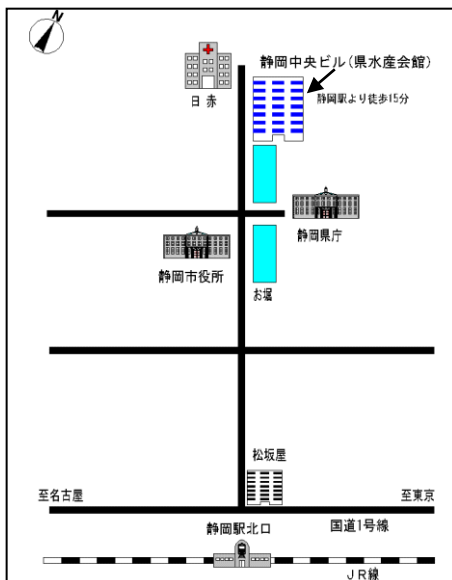 N
静岡中央ビル(県水産会館)
静岡駅より徒歩15分
日赤
静岡県庁
静岡市役所
お堀
松坂屋
至名古屋
至東京
静岡駅北口
国道1号線
JR線